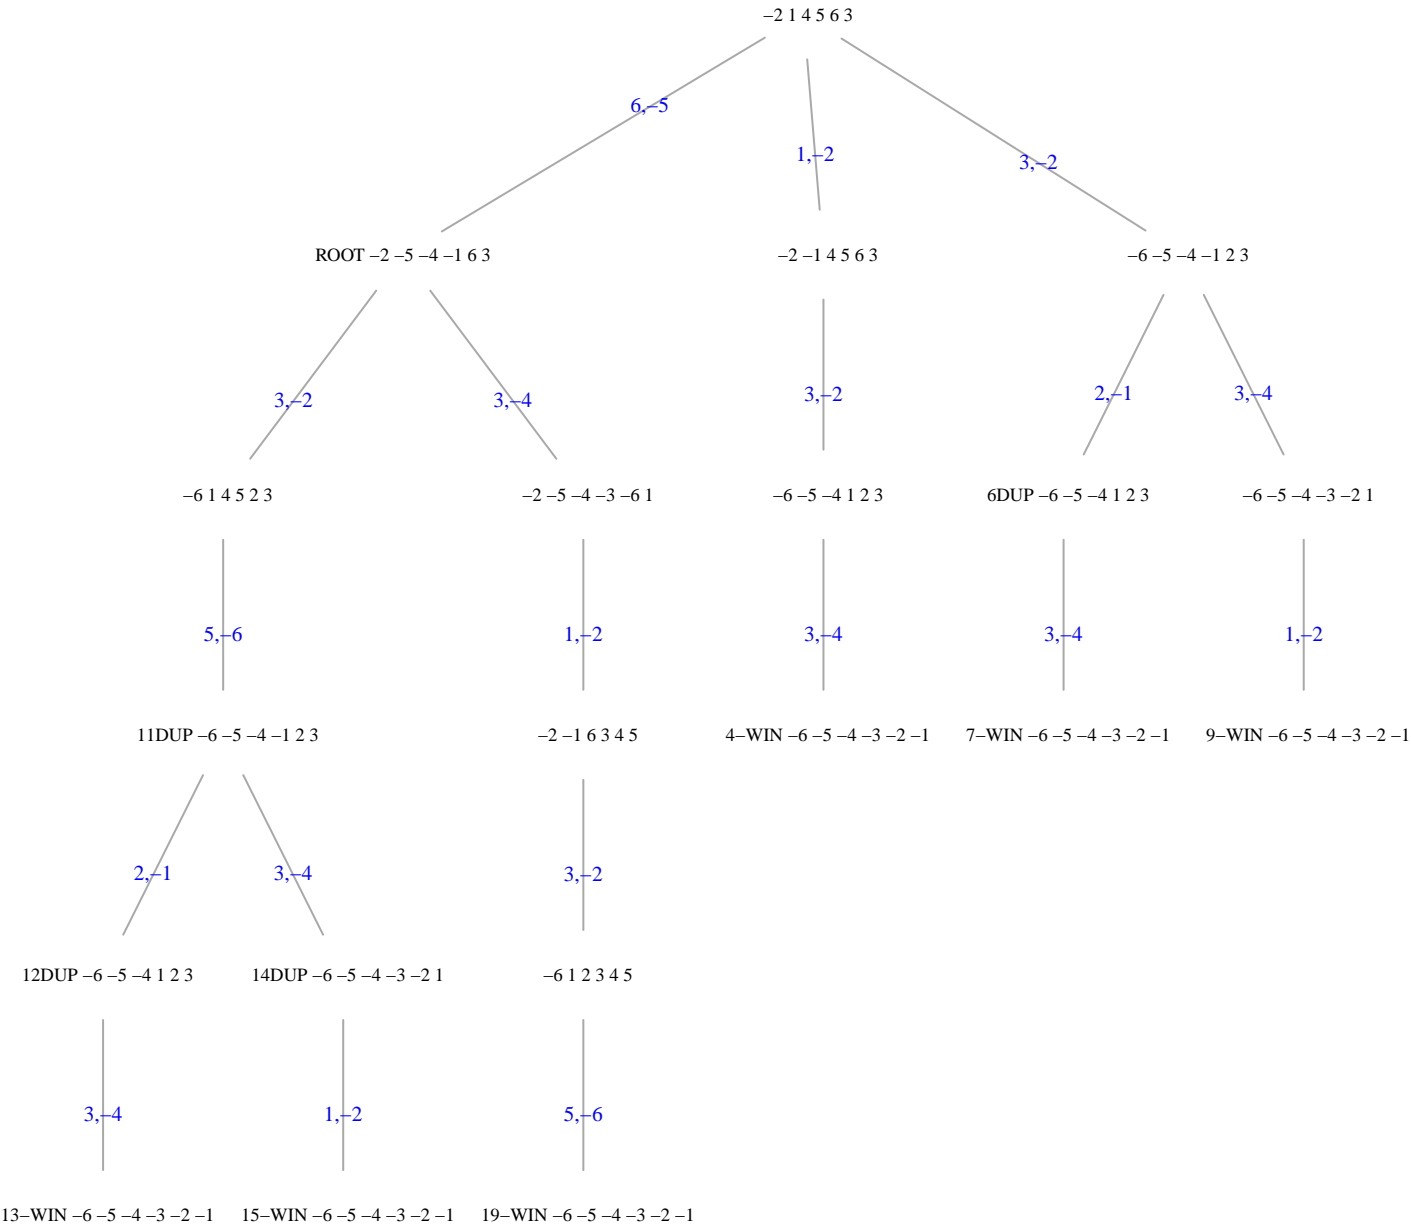 –2 1 4 5 6 3
6,–5
1,–2
3,–2
ROOT –2 –5 –4 –1 6 3
–2 –1 4 5 6 3
–6 –5 –4 –1 2 3
3,–2
3,–4
3,–2
2,–1
3,–4
–6 1 4 5 2 3
–2 –5 –4 –3 –6 1
–6 –5 –4 1 2 3
6DUP –6 –5 –4 1 2 3
–6 –5 –4 –3 –2 1
5,–6
1,–2
3,–4
3,–4
1,–2
11DUP –6 –5 –4 –1 2 3
–2 –1 6 3 4 5
4–WIN –6 –5 –4 –3 –2 –1
7–WIN –6 –5 –4 –3 –2 –1
9–WIN –6 –5 –4 –3 –2 –1
2,–1
3,–4
3,–2
12DUP –6 –5 –4 1 2 3
14DUP –6 –5 –4 –3 –2 1
–6 1 2 3 4 5
3,–4
1,–2
5,–6
13–WIN –6 –5 –4 –3 –2 –1
15–WIN –6 –5 –4 –3 –2 –1
19–WIN –6 –5 –4 –3 –2 –1